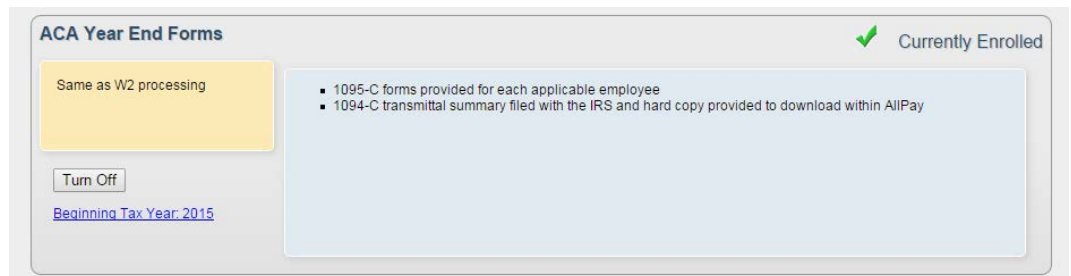 ACA Year End Forms
Currently Enrolled
Same as W2 processing
1095-C forms provided for each applicable employee
1094-C transmittal summary filed with the IRS and hard copy provided to download within AllPay
Turn Off
Beginning Tax Year: 2015